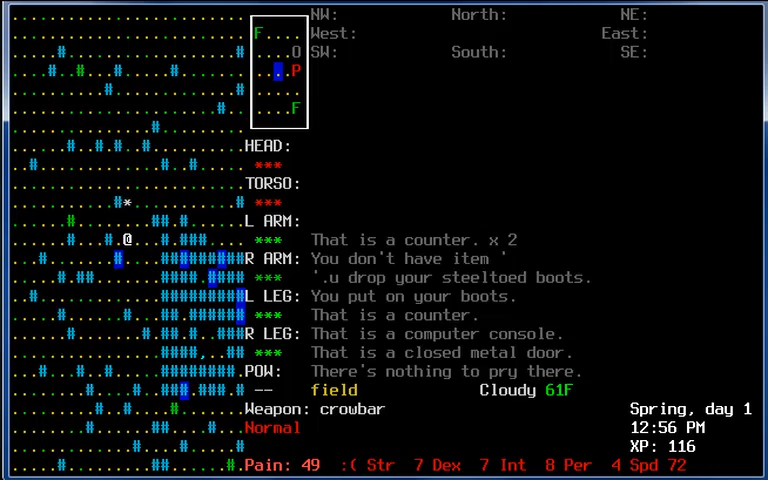 NW: North: NE:
F.... West: East:
....O SW: South: SE:
...P
.....
....F
HEAD:
***
TORSO:
***
L ARM:
*** That is a counter. x 2
R ARM: You don't have item '
*** '.u drop your steeltoed boots.
L LEG: You put on your boots.
*** That is a counter.
R LEG: That is a computer console.
*** That is a closed metal door.
POW: There's nothing to pry there.
-- field Cloudy 61F
Weapon: crowbar Spring, day 1
Normal 12:56 PM
XP: 116
Pain: 49 :( Str 7 Dex 7 Int 8 Per 4 Spd 72